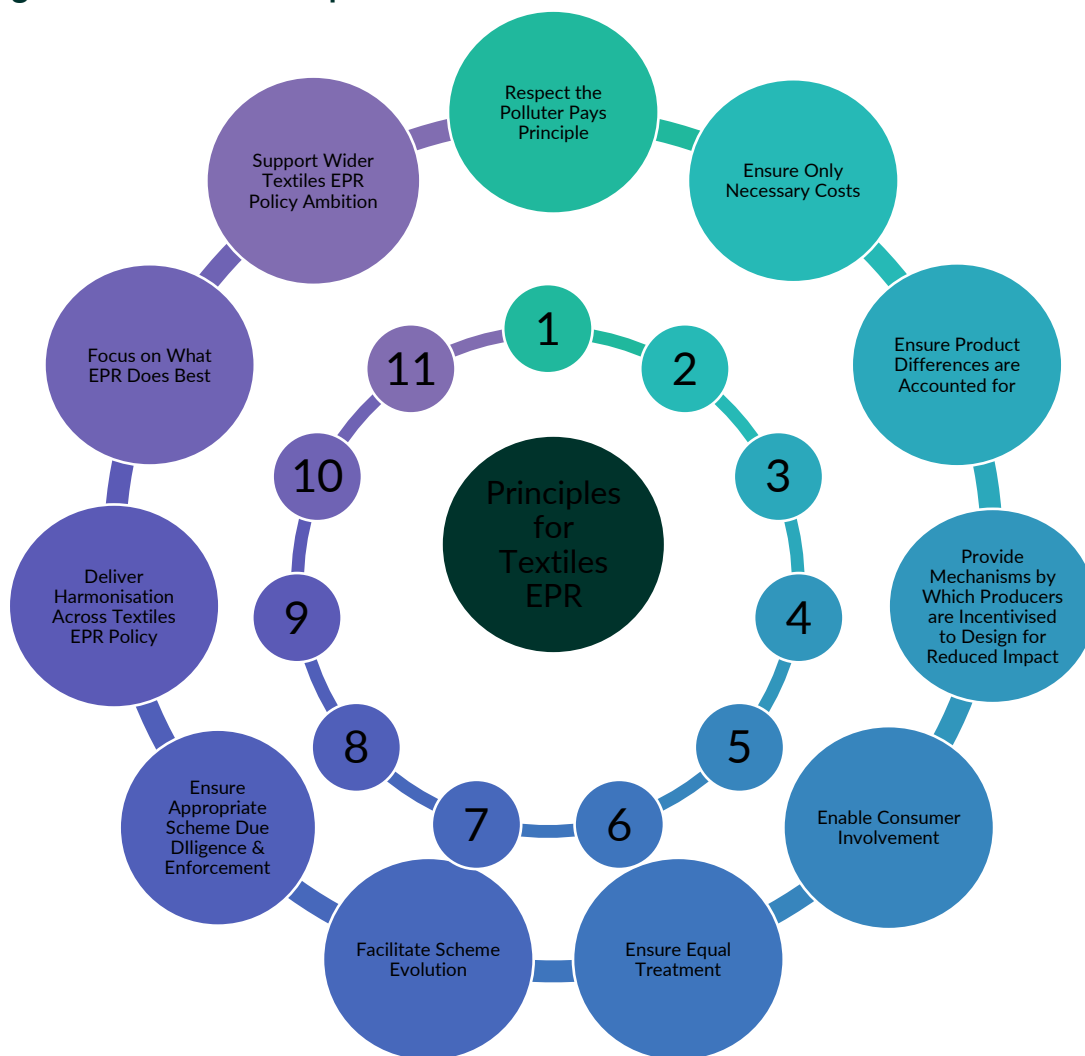 Respect the
Polluter Pays
Principle
Ensure Only
Necessary Costs
Ensure Product
Differences are
Accounted for
Provide
Mechanisms by
Which Producers
are Incentivised
to Design for
Reduced Impact
Enable Consumer
Involvement
Ensure Equal
Treatment
Facilitate Scheme
Evolution
Ensure
Appropriate
Scheme Due
DIligence &
Enforcement
Deliver
Harmonisation
Across Textiles
EPR Policy
Focus on What
EPR Does Best
Support Wider
Textiles EPR
Policy Ambition
1
2
3
4
5
6
7
8
9
10
11
Principles
for
Textiles
EPR